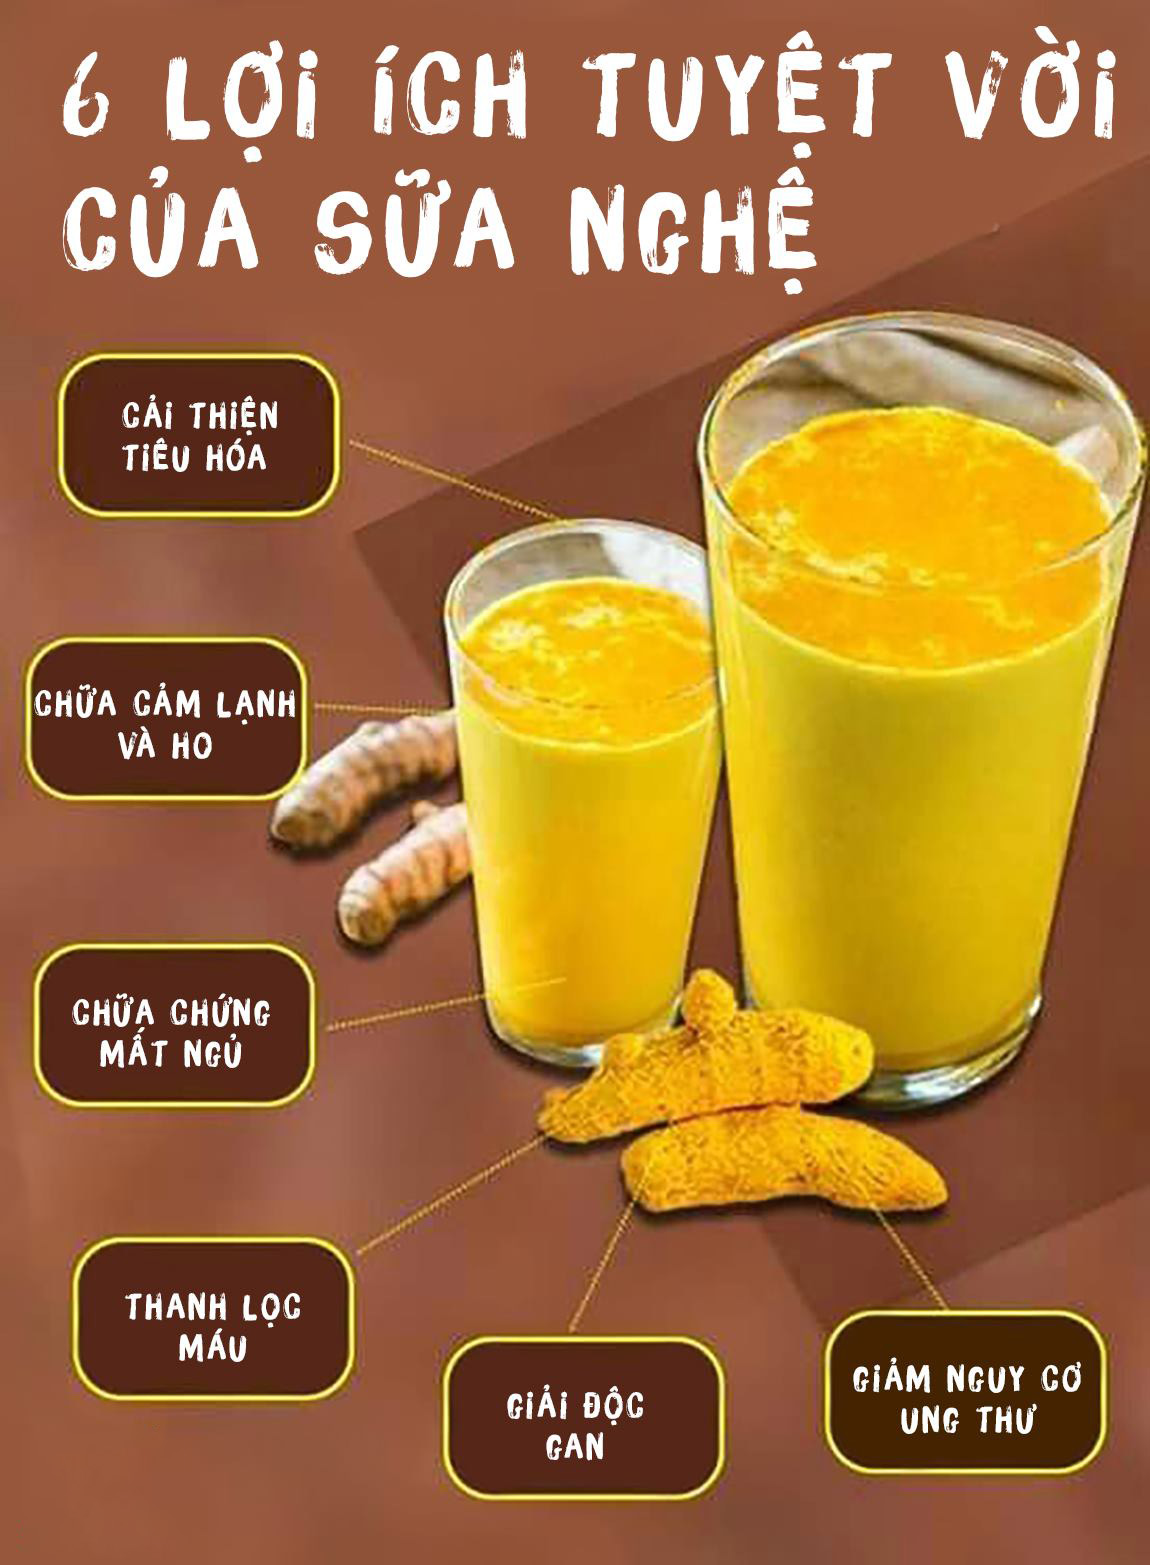 6 LỢI ÍCH TUYỆT VỜI
CỦA SỮA NGHỆ
CẢI THIỆN
TIÊU HÓA
CHỮA CẢM LẠNH
VÀ HO
CHỮA CHỨNG
MẤT NGỦ
THANH LỌC
MÁU
GIẢI ĐỘC
GAN
GIẢM NGUY CƠ
UNG THƯ